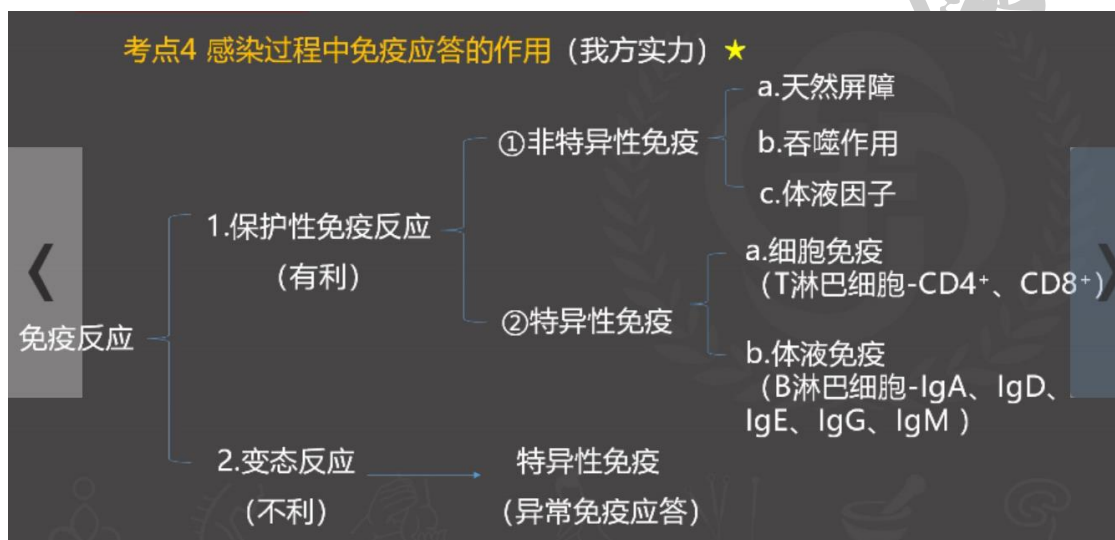 考点4 感染过程中免疫应答的作用（我方实力）★
a.天然屏障
①非特异性免疫
b.吞噬作用
c.体液因子
1.保护性免疫反应
（有利）
a.细胞免疫
（T淋巴细胞-CD4⁺、CD8⁺）
②特异性免疫
b.体液免疫
（B淋巴细胞-IgA、IgD、
IgE、IgG、IgM ）
免疫反应
2.变态反应
特异性免疫
（不利）
（异常免疫应答）